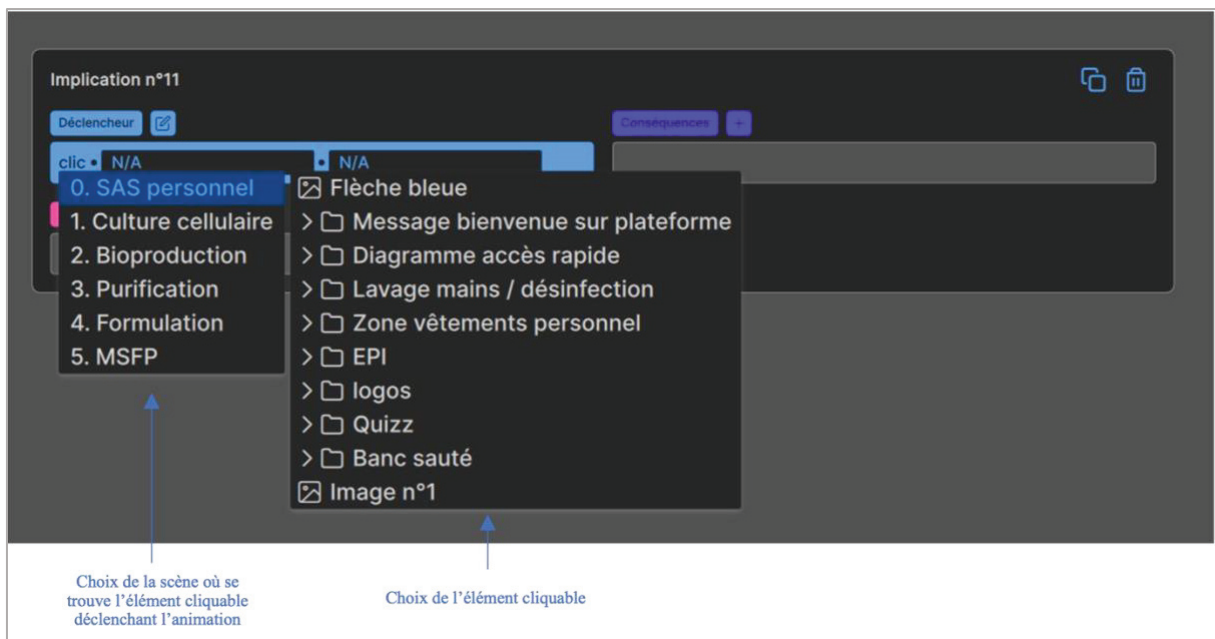 Implication n°11
Déclencheur
Conséquences +
clic • N/A • N/A
0. SAS personnel
1. Culture cellulaire
2. Bioproduction
3. Purification
4. Formulation
5. MSFP
Flèche bleue
> Message bienvenue sur plateforme
> Diagramme accès rapide
> Lavage mains / désinfection
> Zone vêtements personnel
> EPI
> logos
> Quizz
> Banc sauté
Image n°1
Choix de la scène où se
trouve l’élément cliquable
déclenchant l’animation
Choix de l’élément cliquable